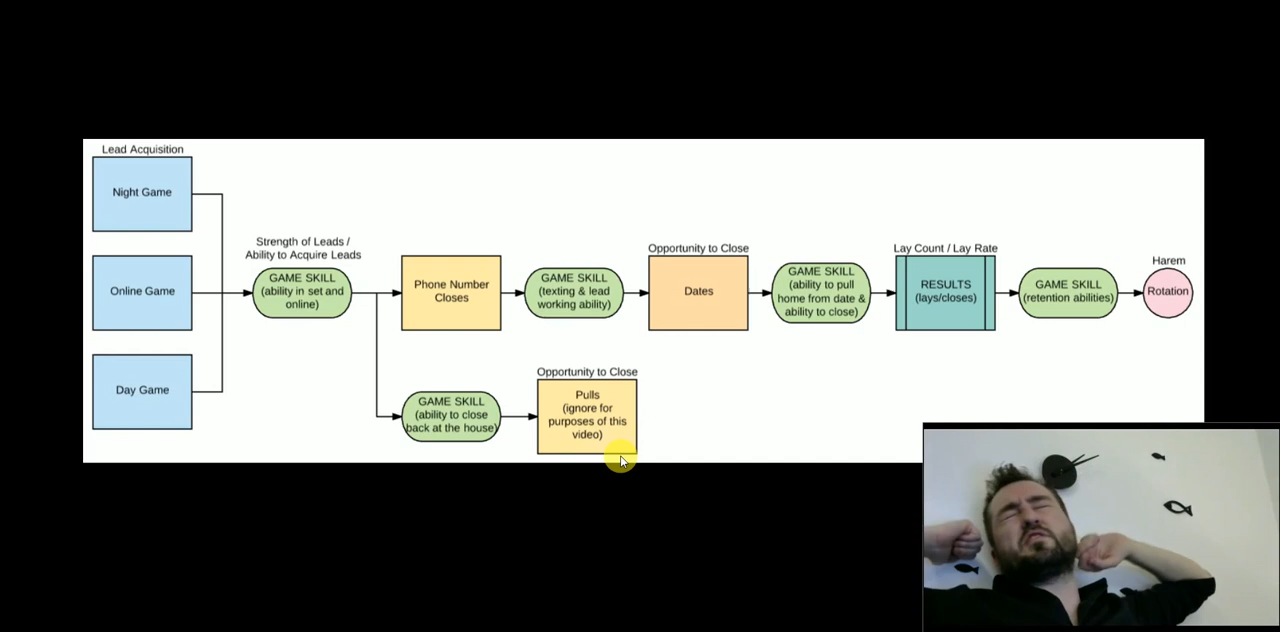 Lead Acquisition
Night Game
Online Game
Day Game
Strength of Leads /
Ability to Acquire Leads
GAME SKILL
(ability in set and
online)
Phone Number
Closes
GAME SKILL
(texting & lead
working ability)
Opportunity to Close
Dates
GAME SKILL
(ability to pull
home from date &
ability to close)
Lay Count / Lay Rate
RESULTS
(lays/closes)
GAME SKILL
(retention abilities)
Harem
Rotation
GAME SKILL
(ability to close
back at the house)
Opportunity to Close
Pulls
(ignore for
purposes of this
video)